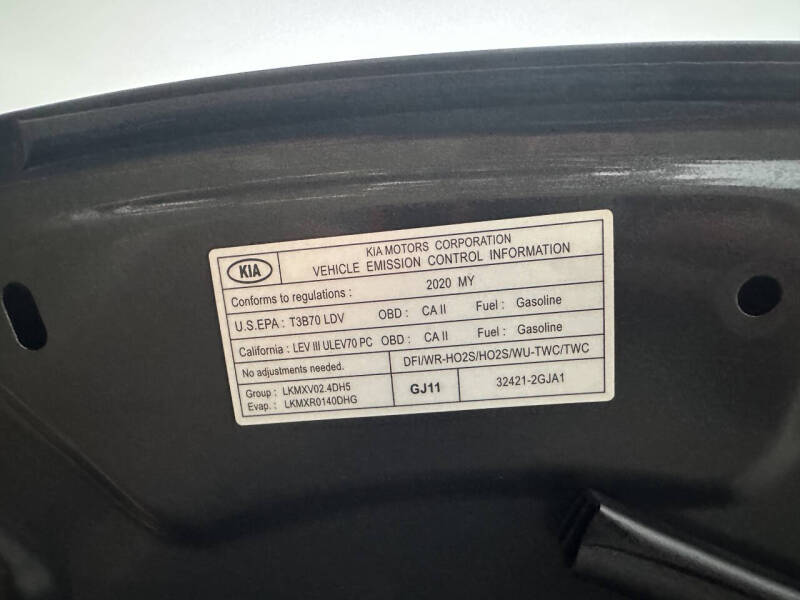 KIA
KIA MOTORS CORPORATION
VEHICLE EMISSION CONTROL INFORMATION
Conforms to regulations : 2020 MY
U.S.EPA : T3B70 LDV OBD : CA II Fuel : Gasoline
California : LEV III ULEV70 PC OBD : CA II Fuel : Gasoline
No adjustments needed. DFI/WR-HO2S/HO2S/WU-TWC/TWC
Group : LKMXV02.4DH5
Evap. : LKMXR0140DHG
GJ11
32421-2GJA1